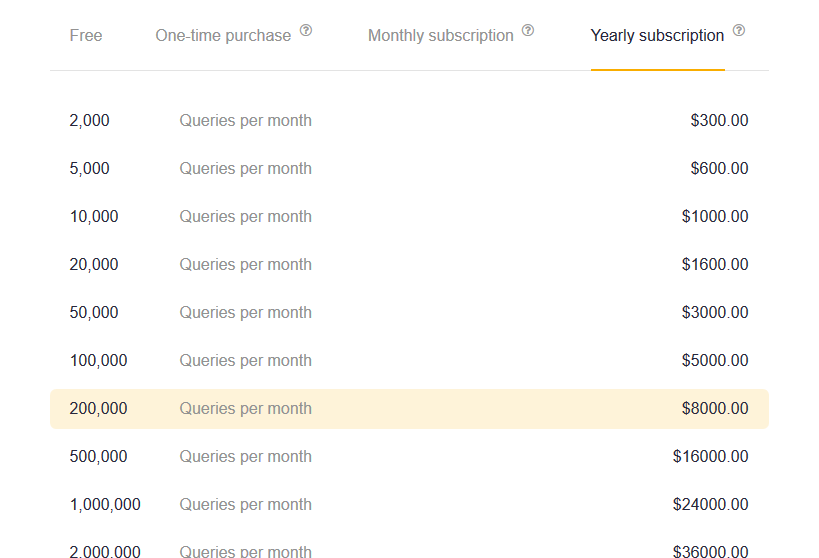 Free One-time purchase ? Monthly subscription ? Yearly subscription ?
2,000 Queries per month $300.00
5,000 Queries per month $600.00
10,000 Queries per month $1000.00
20,000 Queries per month $1600.00
50,000 Queries per month $3000.00
100,000 Queries per month $5000.00
200,000 Queries per month $8000.00
500,000 Queries per month $16000.00
1,000,000 Queries per month $24000.00
2,000,000 Queries per month $36000.00